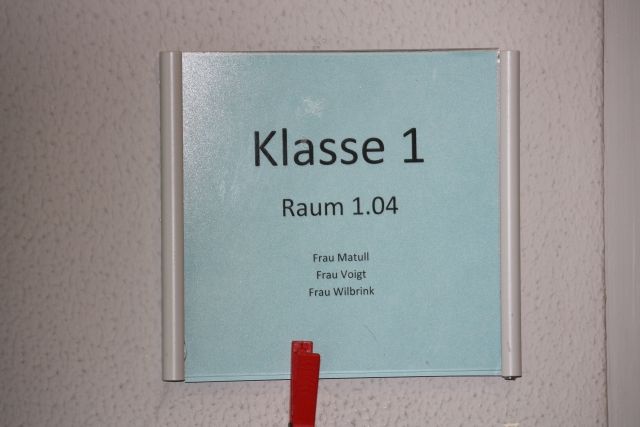 Klasse 1
Raum 1.04
Frau Matull
Frau Voigt
Frau Wilbrink